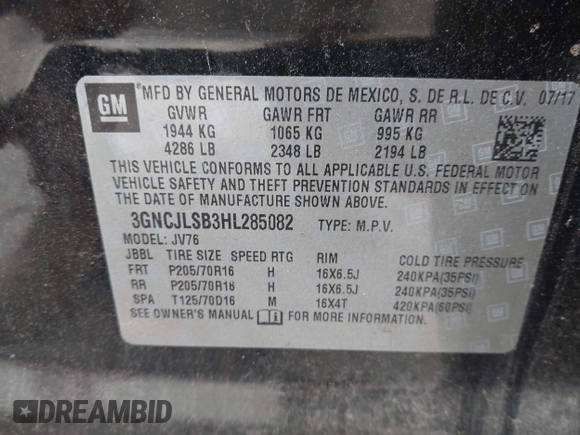 GM
MFD BY GENERAL MOTORS DE MEXICO, S. DE R.L. DE C.V. 07/17
GVWR GAWR FRT GAWR RR
1944 KG 1065 KG 995 KG
4286 LB 2348 LB 2194 LB
THIS VEHICLE CONFORMS TO ALL APPLICABLE U.S. FEDERAL MOTOR
VEHICLE SAFETY AND THEFT PREVENTION STANDARDS IN EFFECT ON
THE DATE OF MANUFACTURE SHOWN ABOVE.
3GNCJLSB3HL285082 TYPE: M.P.V.
MODEL: JV76
JBBL TIRE SIZE SPEED RTG RIM COLD TIRE PRESSURE
FRT P205/70R16 H 16X6.5J 240KPA(35PSI)
RR P205/70R16 H 16X6.5J 240KPA(35PSI)
SPA T125/70D16 M 16X4T 420KPA(60PSI)
SEE OWNER'S MANUAL FOR MORE INFORMATION.
DREAMBID